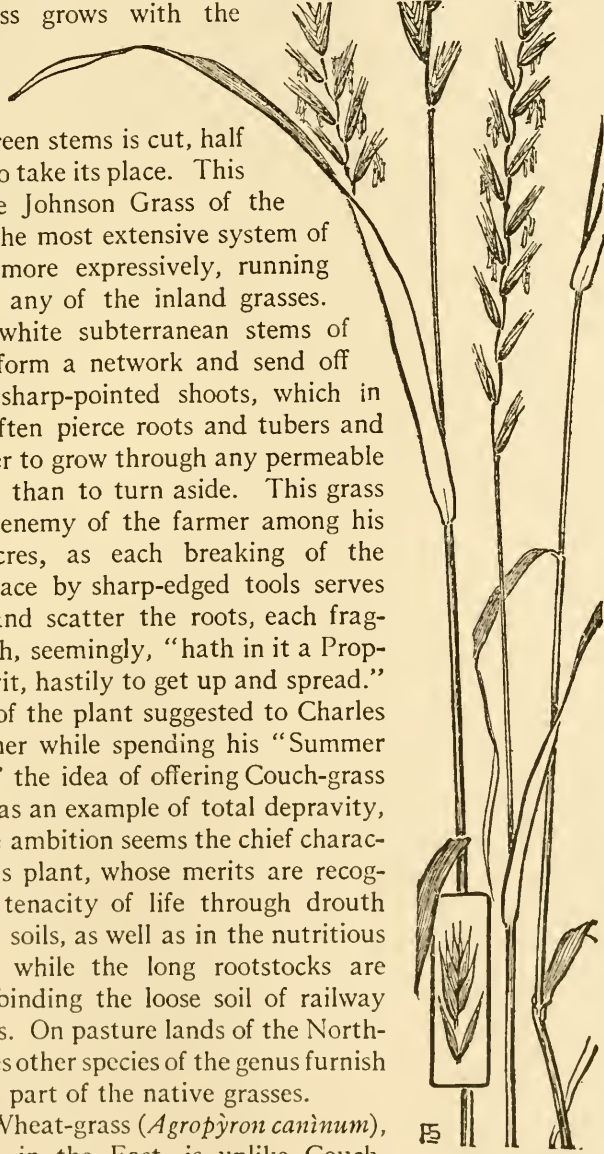 ss grows with the
een stems is cut, half
o take its place. This
e Johnson Grass of the
he most extensive system of
more expressively, running
any of the inland grasses.
white subterranean stems of
form a network and send off
sharp-pointed shoots, which in
ften pierce roots and tubers and
er to grow through any permeable
than to turn aside. This grass
enemy of the farmer among his
cres, as each breaking of the
ace by sharp-edged tools serves
nd scatter the roots, each frag-
h, seemingly, "hath in it a Prop-
rit, hastily to get up and spread."
of the plant suggested to Charles
ner while spending his "Summer
" the idea of offering Couch-grass
as an example of total depravity,
e ambition seems the chief charac-
s plant, whose merits are recog-
tenacity of life through drouth
soils, as well as in the nutritious
while the long rootstocks are
binding the loose soil of railway
s. On pasture lands of the North-
es other species of the genus furnish
part of the native grasses.
Wheat-grass (Agropỳron canìnum),
in the East, is unlike Couch-